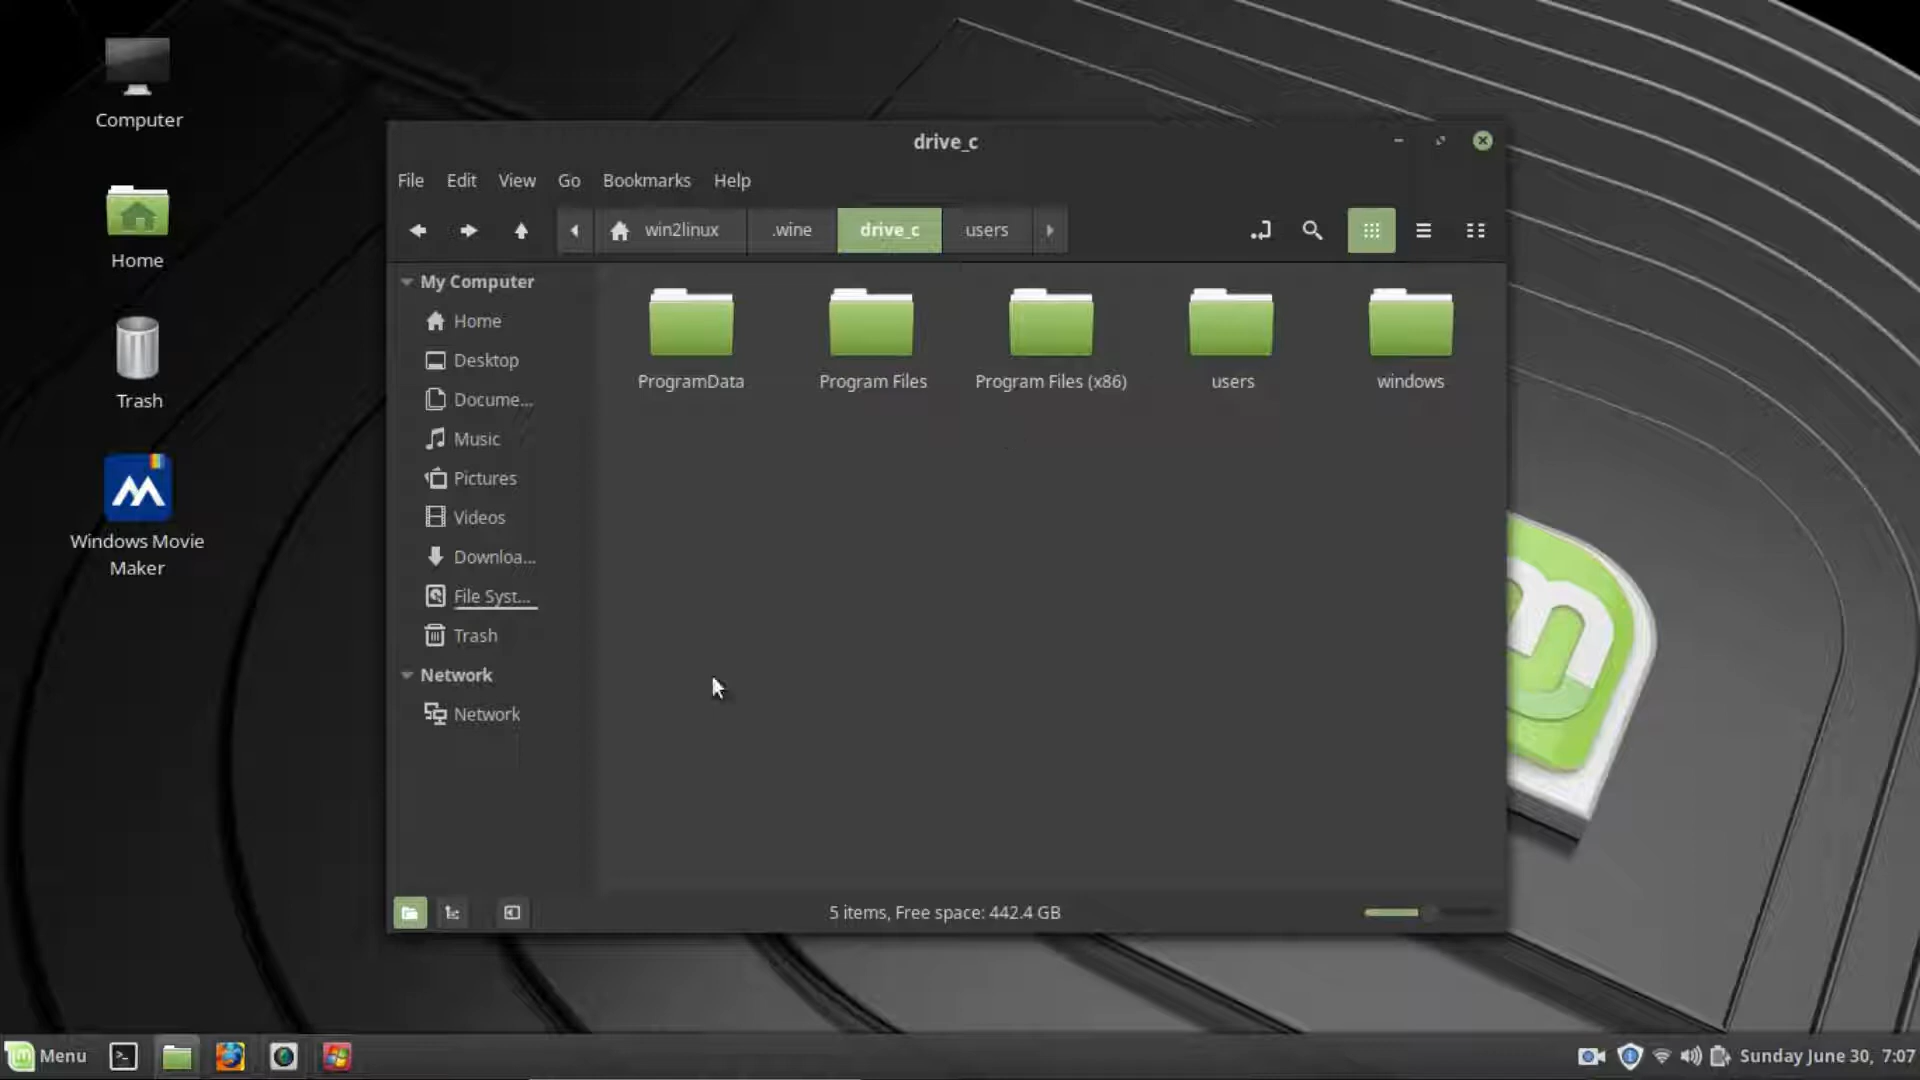 Computer
Home
Trash
Windows Movie
Maker
drive_c
File Edit View Go Bookmarks Help
win2linux .wine drive_c users
My Computer
Home
Desktop
Docume...
Music
Pictures
Videos
Downloa...
File Syst...
Trash
Network
Network
ProgramData Program Files Program Files (x86) users windows
5 items, Free space: 442.4 GB
Menu
Sunday June 30, 7:07